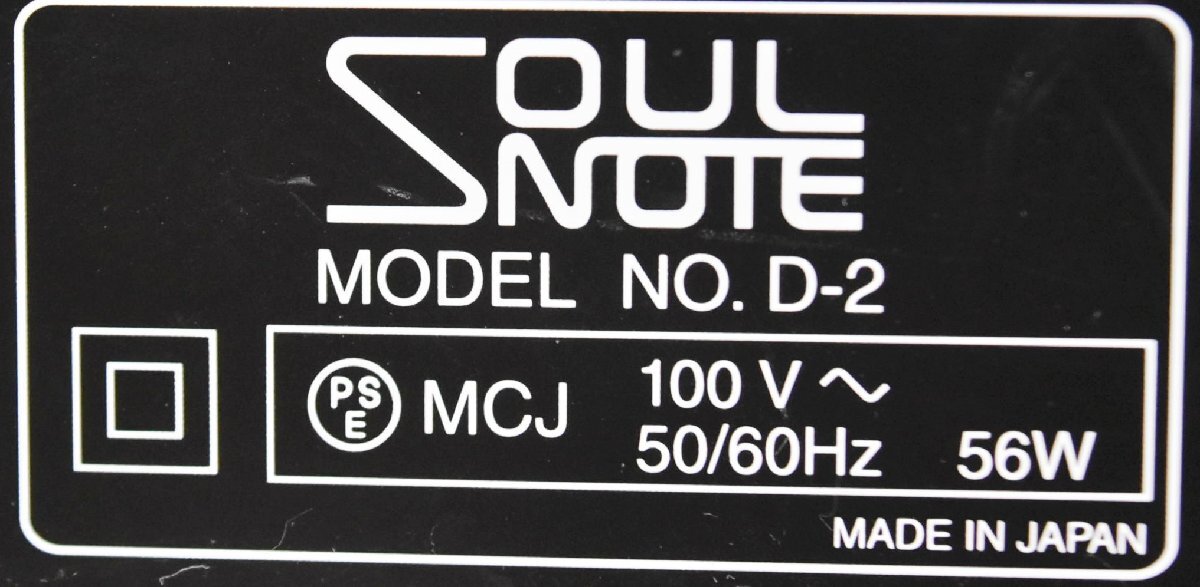 SOUL
NOTE
MODEL NO. D-2
PSE MCJ
100 V ~
50/60Hz 56W
MADE IN JAPAN